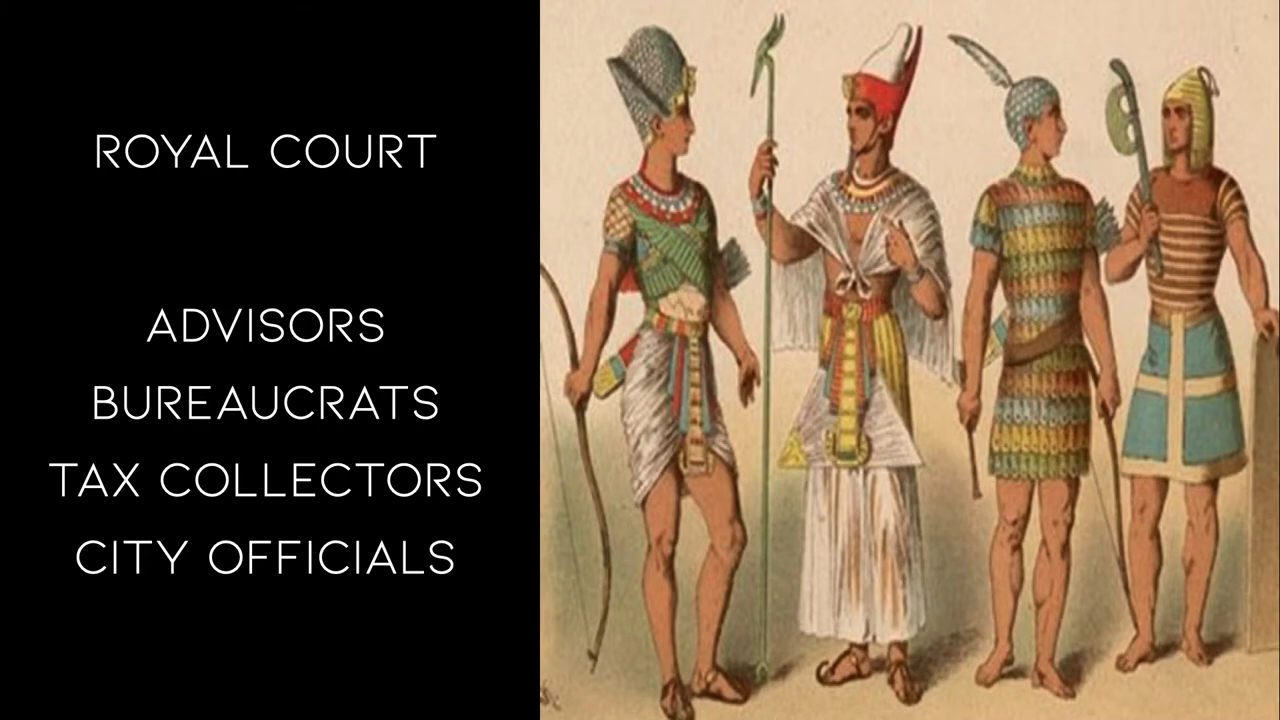 ROYAL COURT
ADVISORS
BUREAUCRATS
TAX COLLECTORS
CITY OFFICIALS